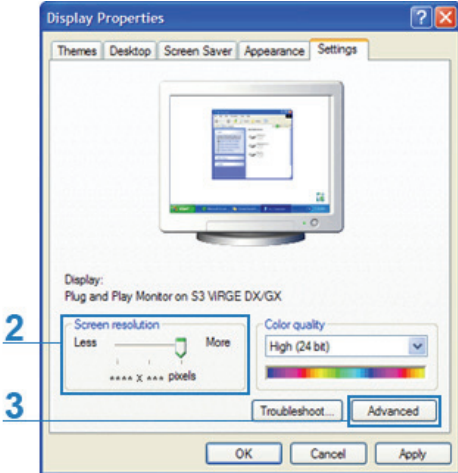 Display Properties
Themes Desktop Screen Saver Appearance Settings
Display:
Plug and Play Monitor on S3 ViRGE DX/GX
2
Screen resolution
Less More
**** X *** pixels
Color quality
High (24 bit)
3
Troubleshoot... Advanced
OK Cancel Apply